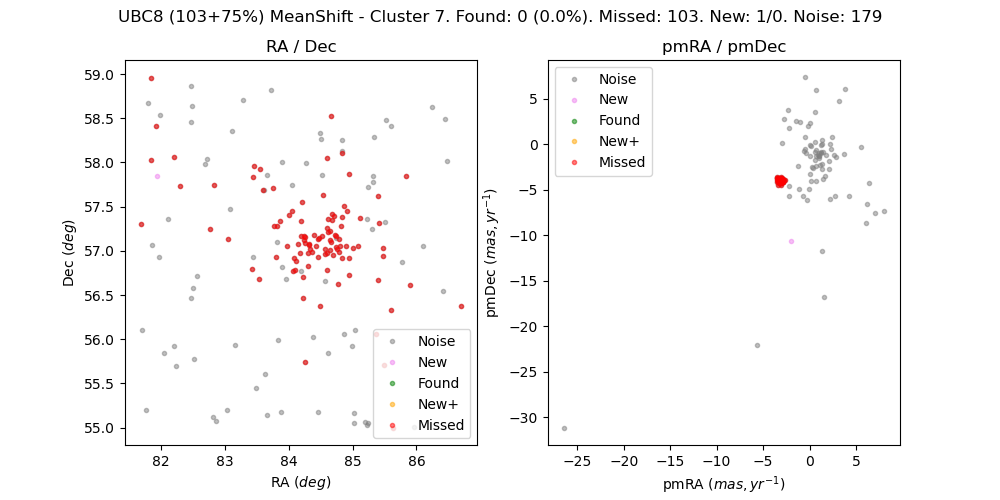 UBC8 (103+75%) MeanShift - Cluster 7. Found: 0 (0.0%). Missed: 103. New: 1/0. Noise: 179
RA / Dec
pmRA / pmDec
59.0
58.5
58.0
57.5
57.0
56.5
56.0
55.5
55.0
Dec (deg)
82
83
84
85
86
RA (deg)
Noise
New
Found
New+
Missed
5
0
−5
−10
−15
−20
−25
−30
pmDec (mas, yr⁻¹)
−25
−20
−15
−10
−5
0
5
pmRA (mas, yr⁻¹)
Noise
New
Found
New+
Missed